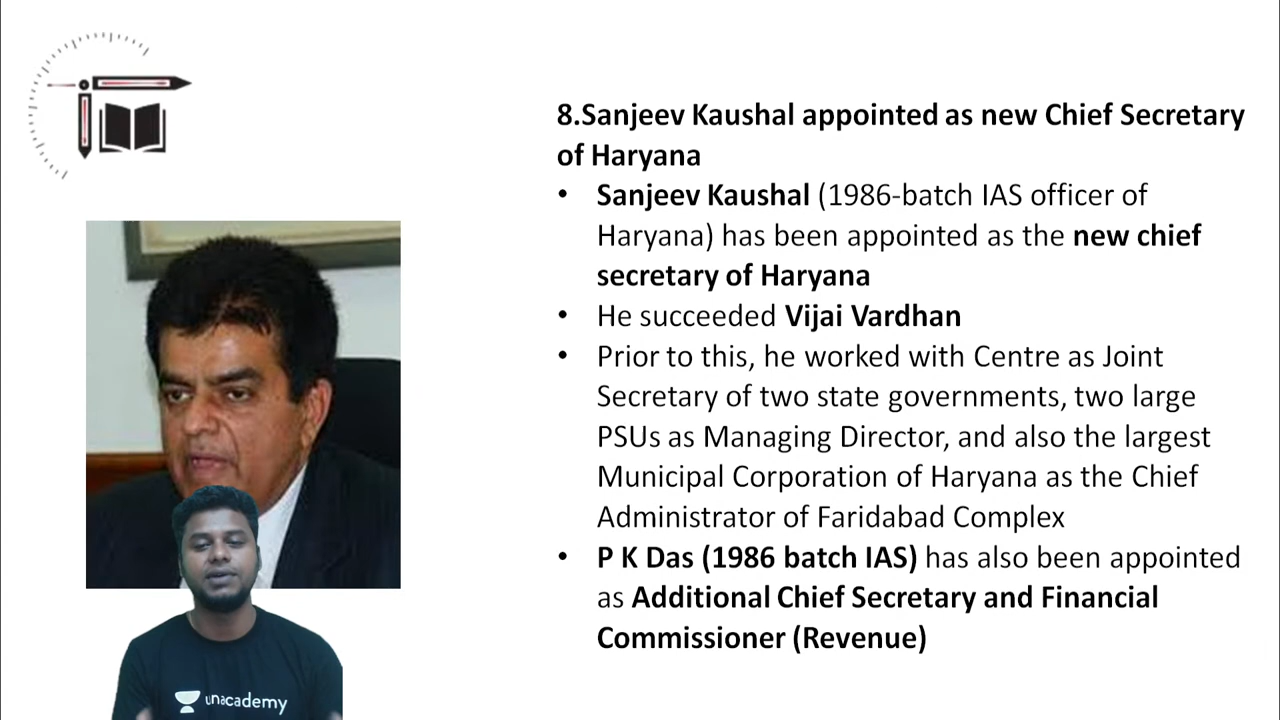 8.Sanjeev Kaushal appointed as new Chief Secretary
of Haryana
• Sanjeev Kaushal (1986-batch IAS officer of
Haryana) has been appointed as the new chief
secretary of Haryana
• He succeeded Vijai Vardhan
• Prior to this, he worked with Centre as Joint
Secretary of two state governments, two large
PSUs as Managing Director, and also the largest
Municipal Corporation of Haryana as the Chief
Administrator of Faridabad Complex
• P K Das (1986 batch IAS) has also been appointed
as Additional Chief Secretary and Financial
Commissioner (Revenue)
unacademy